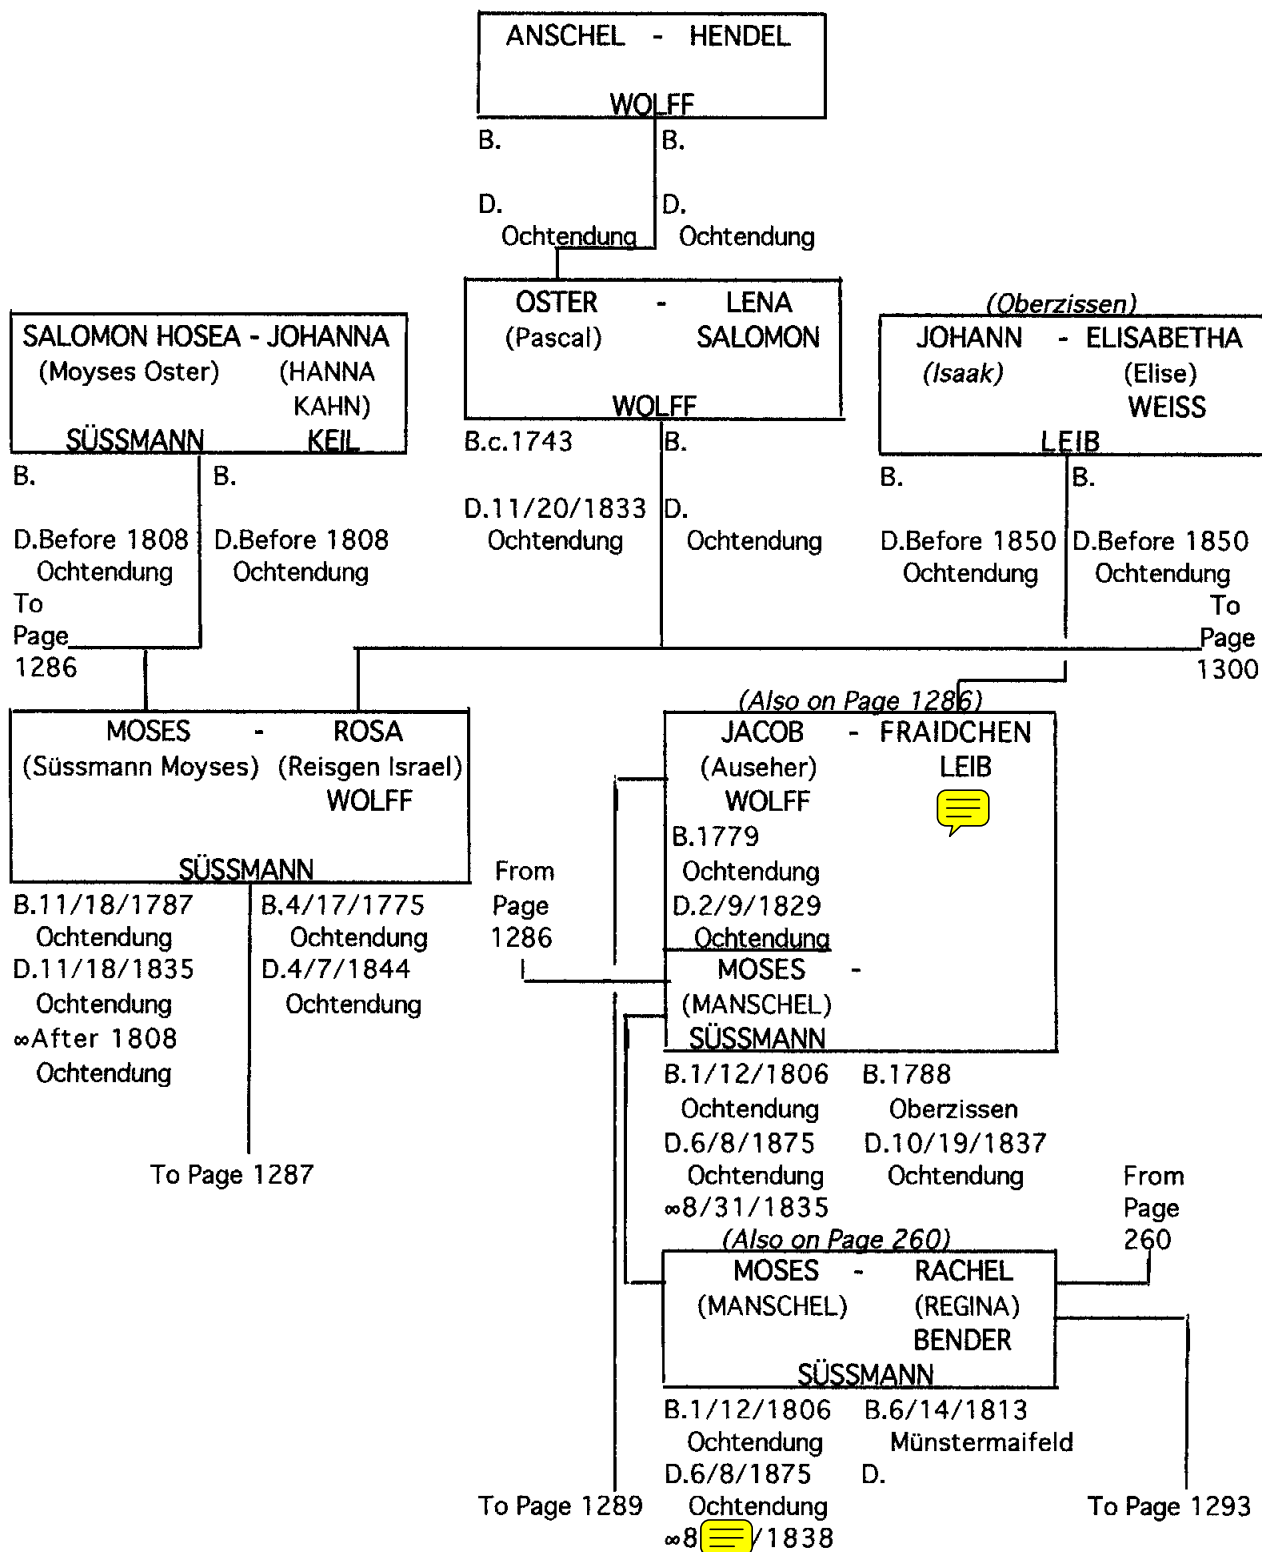 ANSCHEL - HENDEL
WOLFF
B. B.
D. D.
Ochtendung Ochtendung
OSTER - LENA
(Pascal) SALOMON
WOLFF
B.c.1743 B.
D.11/20/1833 D.
Ochtendung Ochtendung
SALOMON HOSEA - JOHANNA
(Moyses Oster) (HANNA
KAHN)
SÜSSMANN KEIL
B. B.
D.Before 1808 D.Before 1808
Ochtendung Ochtendung
To
Page
1286
(Oberzissen)
JOHANN - ELISABETHA
(Isaak) (Elise)
WEISS
LEIB
B. B.
D.Before 1850 D.Before 1850
Ochtendung Ochtendung
To
Page
1300
MOSES - ROSA
(Süssmann Moyses) (Reisgen Israel)
WOLFF
SÜSSMANN
B.11/18/1787 B.4/17/1775
Ochtendung Ochtendung
D.11/18/1835 D.4/7/1844
Ochtendung Ochtendung
∞After 1808
Ochtendung
To Page 1287
From
Page
1286
(Also on Page 1286)
JACOB - FRAIDCHEN
(Auseher) LEIB
WOLFF
B.1779
Ochtendung
D.2/9/1829
Ochtendung
MOSES -
(MANSCHEL)
SÜSSMANN
B.1/12/1806 B.1788
Ochtendung Oberzissen
D.6/8/1875 D.10/19/1837
Ochtendung Ochtendung
∞8/31/1835
From
Page
260
(Also on Page 260)
MOSES - RACHEL
(MANSCHEL) (REGINA)
BENDER
SÜSSMANN
B.1/12/1806 B.6/14/1813
Ochtendung Münstermaifeld
D.6/8/1875 D.
Ochtendung
∞8 /1838
To Page 1289
To Page 1293